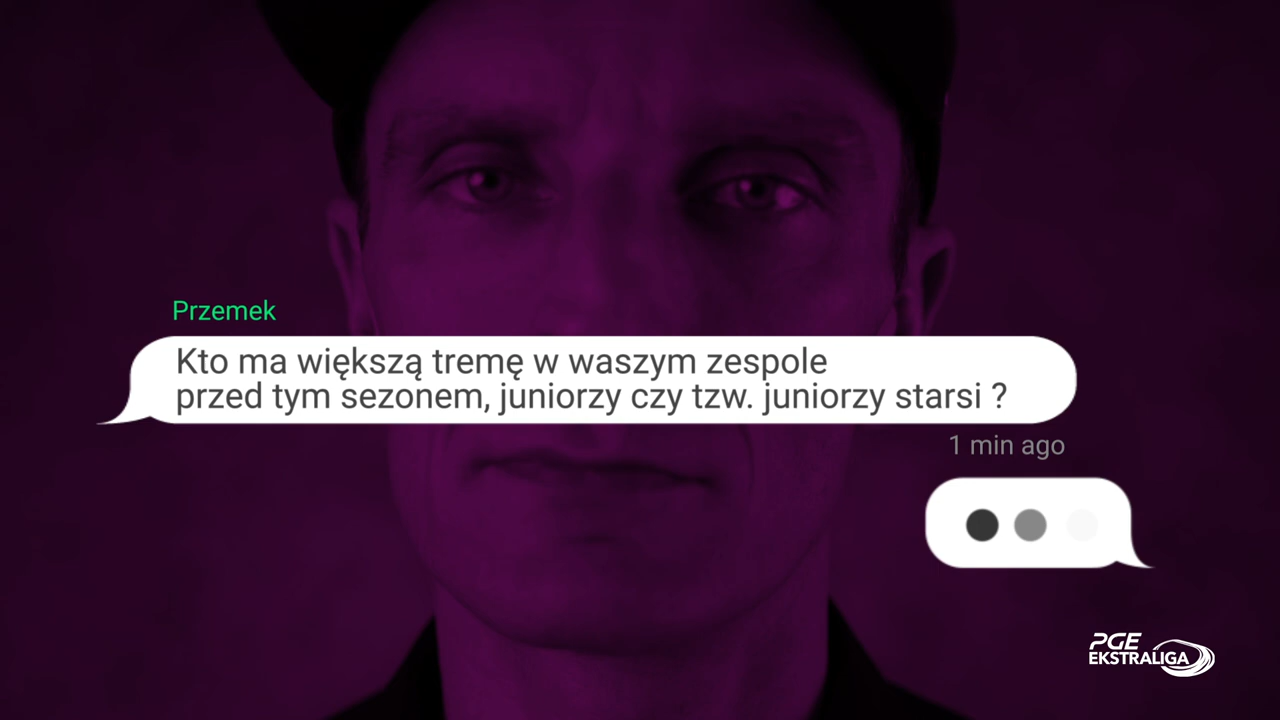 Przemek
Kto ma większą tremę w waszym zespole
przed tym sezonem, juniorzy czy tzw. juniorzy starsi ?
1 min ago
PGE
EKSTRALIGA